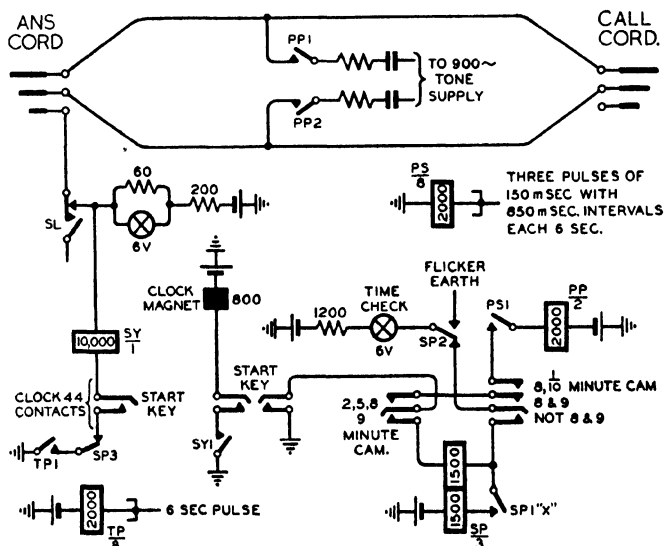 ANS
CORD
CALL
CORD.
PP1
TO 900~
TONE
SUPPLY
PP2
60
200
6V
SL
PS
8
2000
THREE PULSES OF
150 mSEC WITH
850 mSEC. INTERVALS
EACH 6 SEC.
CLOCK
MAGNET
800
FLICKER
EARTH
1200
TIME
CHECK
6V
SP2
PS1
PP
2
2000
10,000
SY
1
START
KEY
CLOCK 44
CONTACTS
START
KEY
2,5,8
9
MINUTE
CAM.
8, 1/10 MINUTE CAM
8 & 9
NOT 8 & 9
TP1
SP3
SY1
1500
1500
SP1 "X"
SP
3
2000
TP
8
6 SEC PULSE